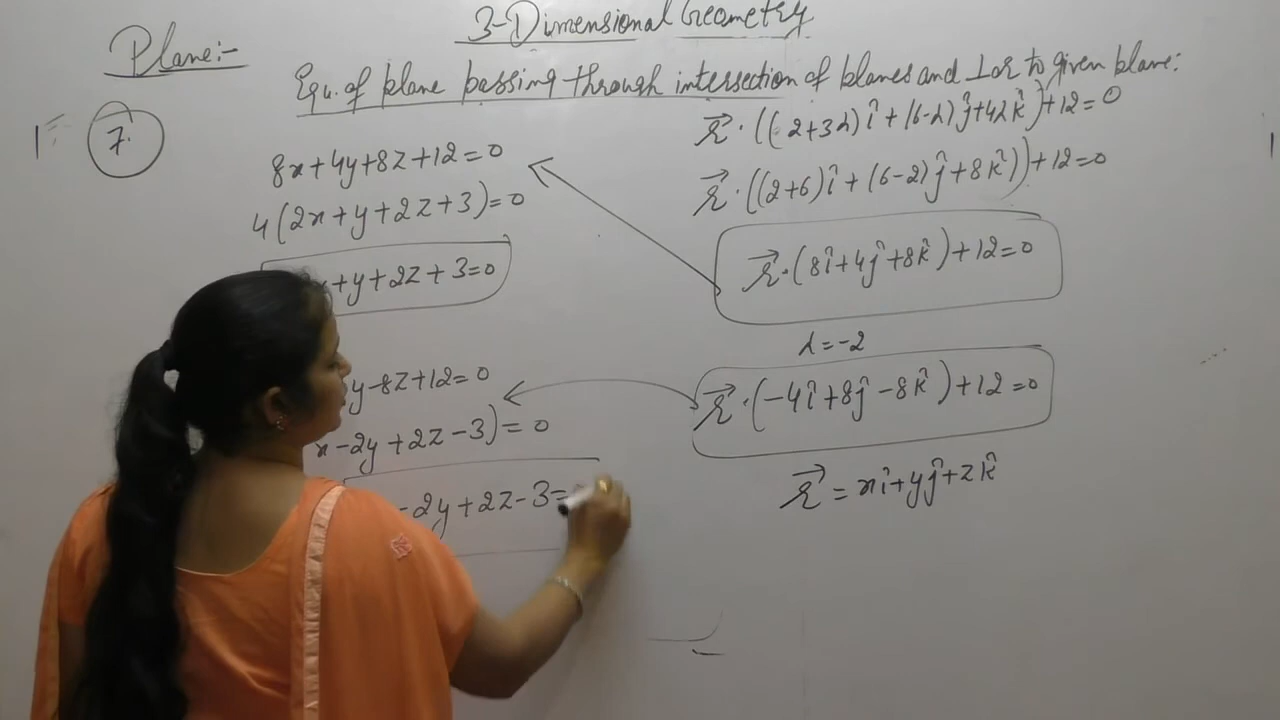 3-Dimensional Geometry
Plane:-
Equ. of plane passing through intersection of planes and ⊥ar to given plane:
7.
8x+4y+8z+12=0
4(2x+y+2z+3)=0
x+y+2z+3=0
y-8z+12=0
x-2y+2z-3)=0
-2y+2z-3=
r⃗·((2+3λ)î+(6-λ)ĵ+4λk̂)+12=0
r⃗·((2+6)î+(6-2)ĵ+8k̂))+12=0
r⃗·(8î+4ĵ+8k̂)+12=0
λ=-2
r⃗·(-4î+8ĵ-8k̂)+12=0
r⃗=xî+yĵ+zk̂